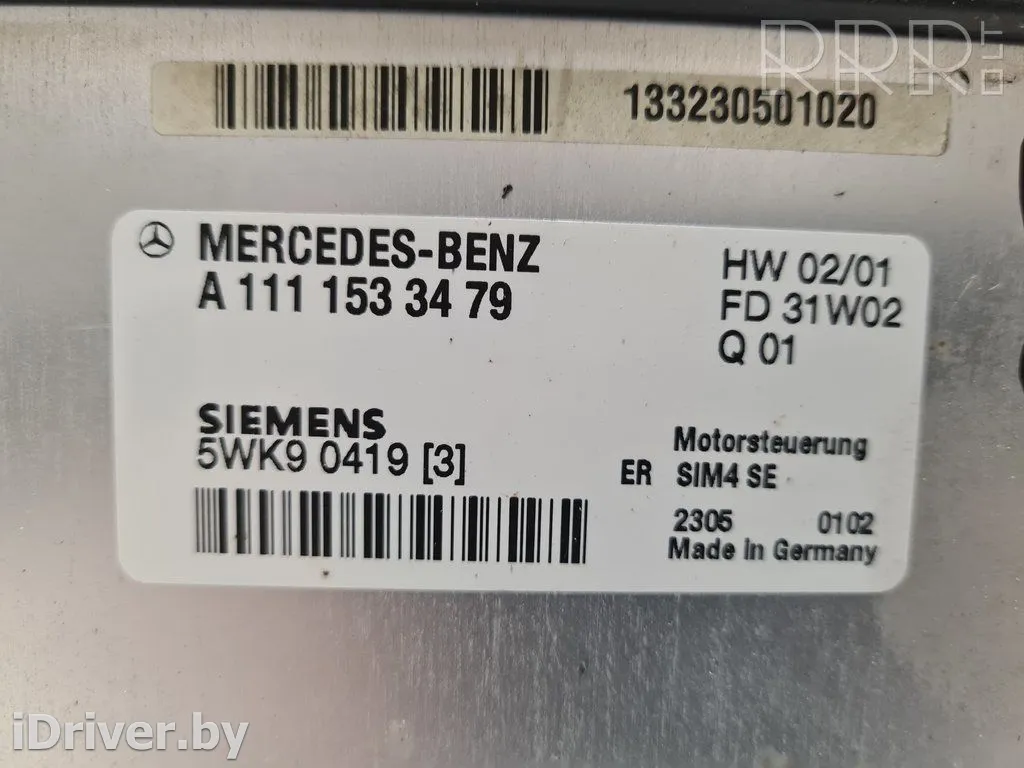 RRR.LT
133230501020
MERCEDES-BENZ
A 111 153 34 79
HW 02/01
FD 31W02
Q 01
SIEMENS
5WK9 0419 [3]
Motorsteuerung
ER SIM4 SE
2305 0102
Made in Germany
iDriver.by